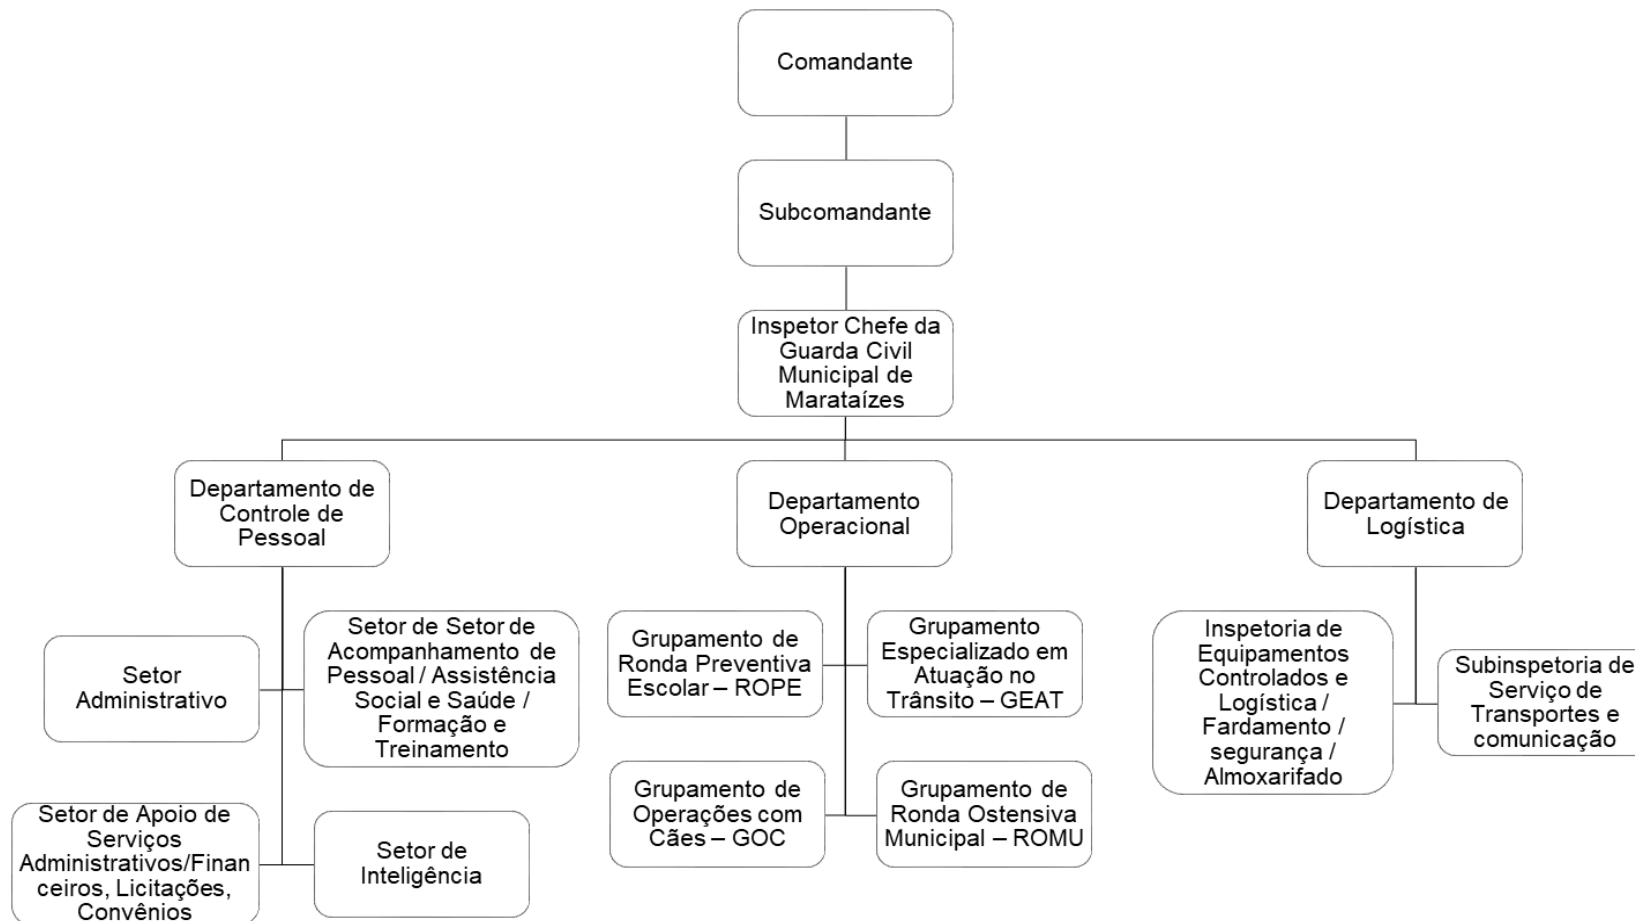 Comandante
Subcomandante
Inspetor Chefe da
Guarda Civil
Municipal de
Marataízes
Departamento de
Controle de
Pessoal
Departamento
Operacional
Departamento de
Logística
Setor
Administrativo
Setor de Setor de
Acompanhamento de
Pessoal / Assistência
Social e Saúde /
Formação e
Treinamento
Grupamento de
Ronda Preventiva
Escolar – ROPE
Grupamento
Especializado em
Atuação no
Trânsito – GEAT
Inspetoria de
Equipamentos
Controlados e
Logística /
Fardamento /
segurança /
Almoxarifado
Subinspetoria de
Serviço de
Transportes e
comunicação
Setor de Apoio de
Serviços
Administrativos/Finan
ceiros, Licitações,
Convênios
Setor de
Inteligência
Grupamento de
Operações com
Cães – GOC
Grupamento de
Ronda Ostensiva
Municipal – ROMU